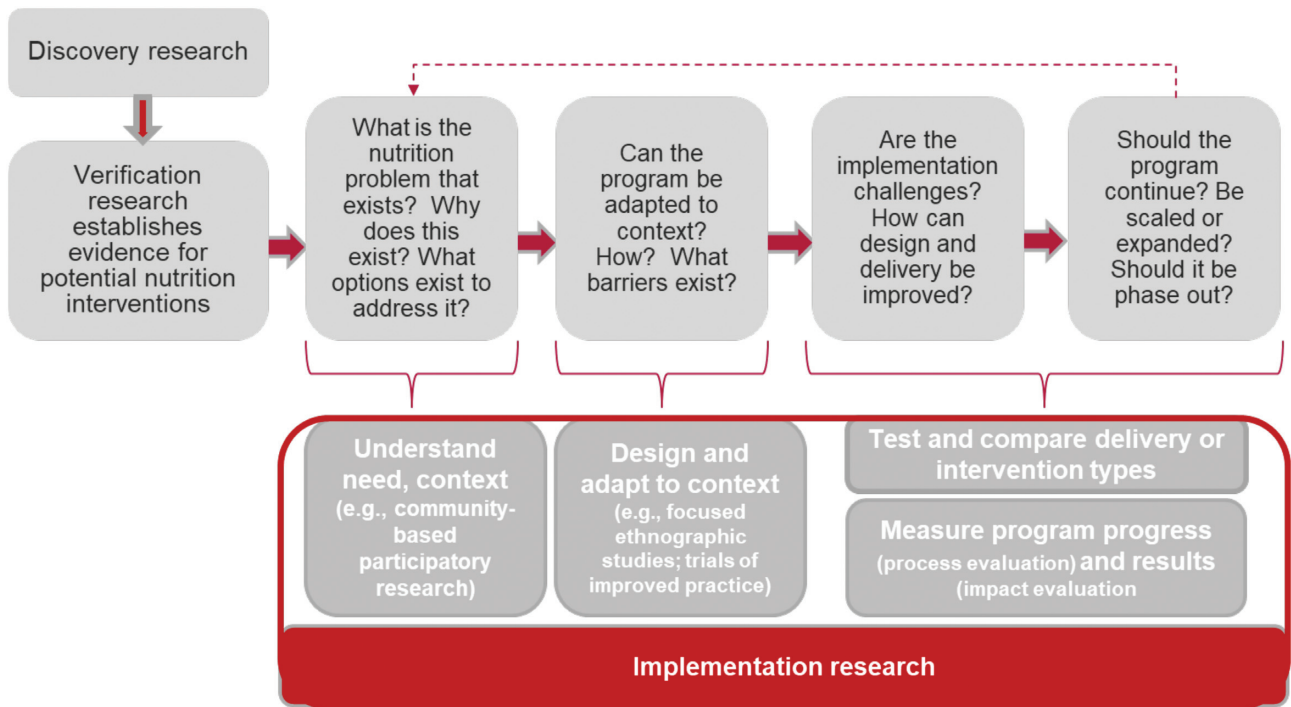 Discovery research
Verification
research
establishes
evidence for
potential nutrition
interventions
What is the
nutrition
problem that
exists? Why
does this
exist? What
options exist to
address it?
Can the
program be
adapted to
context?
How? What
barriers exist?
Are the
implementation
challenges?
How can
design and
delivery be
improved?
Should the
program
continue? Be
scaled or
expanded?
Should it be
phase out?
Understand
need, context
(e.g., community-
based
participatory
research)
Design and
adapt to context
(e.g., focused
ethnographic
studies; trials of
improved practice)
Test and compare delivery or
intervention types
Measure program progress
(process evaluation) and results
(impact evaluation
Implementation research